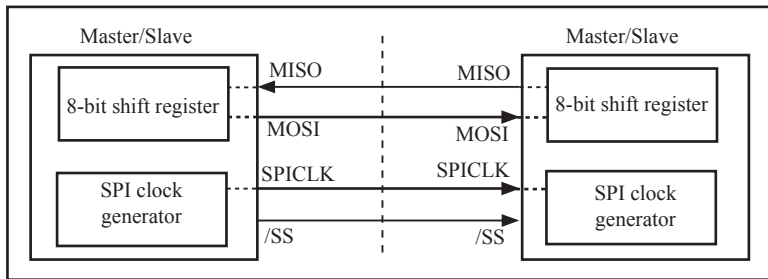 Master/Slave
Master/Slave
MISO
MISO
8-bit shift register
8-bit shift register
MOSI
MOSI
SPICLK
SPICLK
SPI clock
generator
SPI clock
generator
/SS
/SS